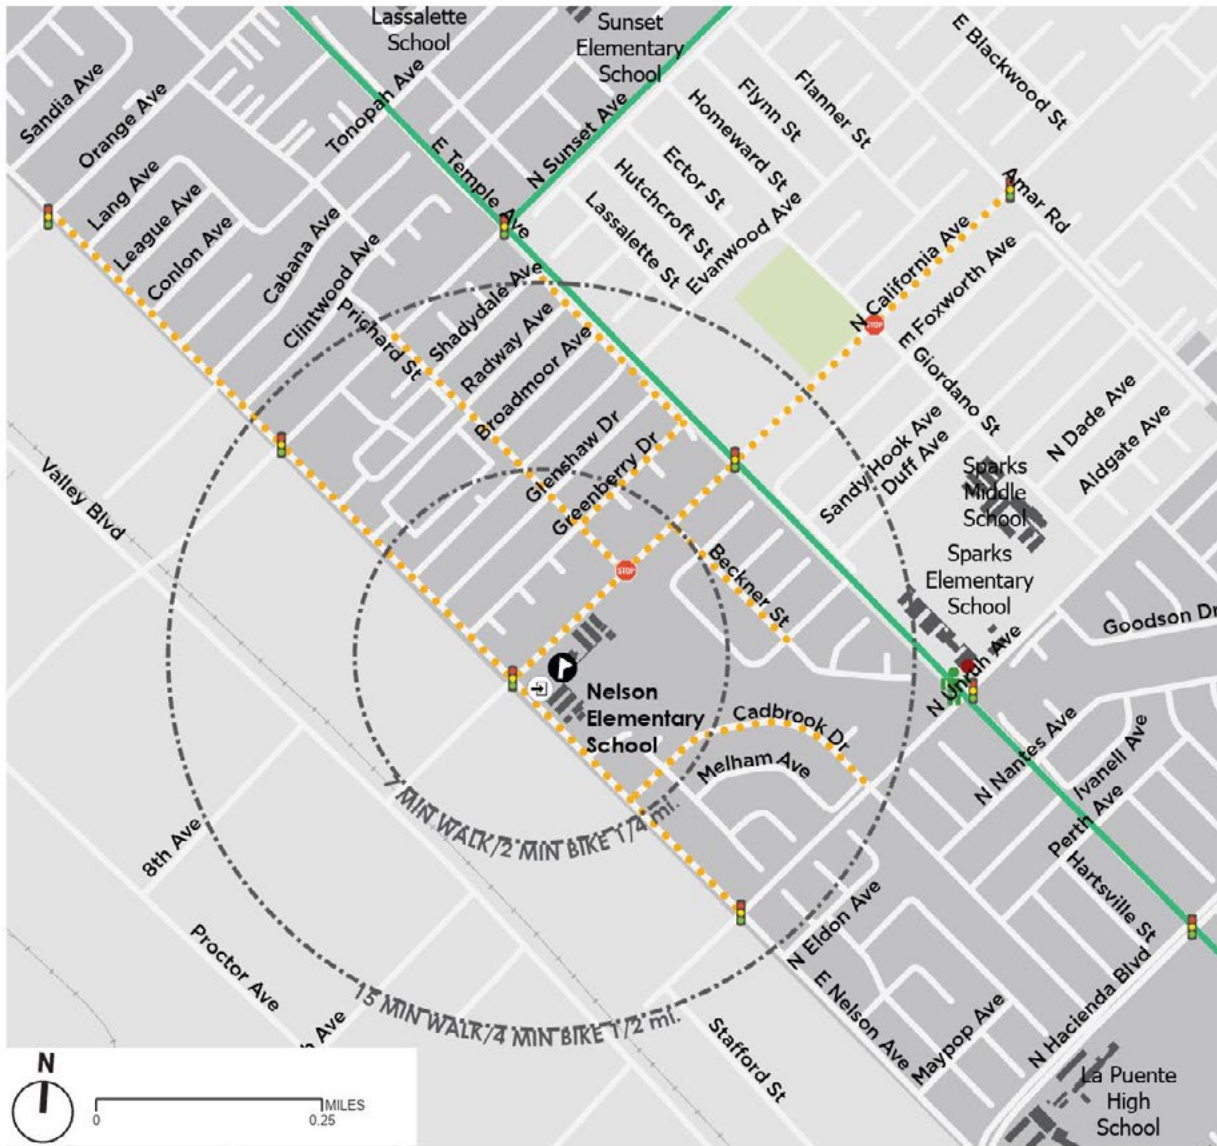 Lassalette
School
Sunset
Elementary
School
E Blackwood St
Sandia Ave
Orange Ave
Tonopah Ave
Flanner St
Flynn St
Homeward St
E Temple Ave
N Sunset Ave
Ector St
Hutchcroft St
Lassalette St
Evanwood Ave
Amar Rd
Lang Ave
League Ave
Conlon Ave
Cabana Ave
Clintwood Ave
N California Ave
E Foxworth Ave
Prichard St
Shadydale Ave
Radway Ave
Broadmoor Ave
STOP
Giordano St
N Dade Ave
Aldgate Ave
Glenshaw Dr
Greenberry Dr
Sandy Hook Ave
Duff Ave
Sparks
Middle
School
Valley Blvd
Beckner St
STOP
Sparks
Elementary
School
Goodson Dr
N Unruh Ave
Nelson
Elementary
School
Cadbrook Dr
Melham Ave
N Nantes Ave
Ivanell Ave
Perth Ave
7 MIN WALK/2 MIN BIKE 1/4 mi.
8th Ave
Hartsville St
N Eldon Ave
Proctor Ave
E Nelson Ave
N Hacienda Blvd
Maypop Ave
15 MIN WALK/4 MIN BIKE 1/2 mi.
Stafford St
h Ave
La Puente
High
School
N
MILES
0
0.25